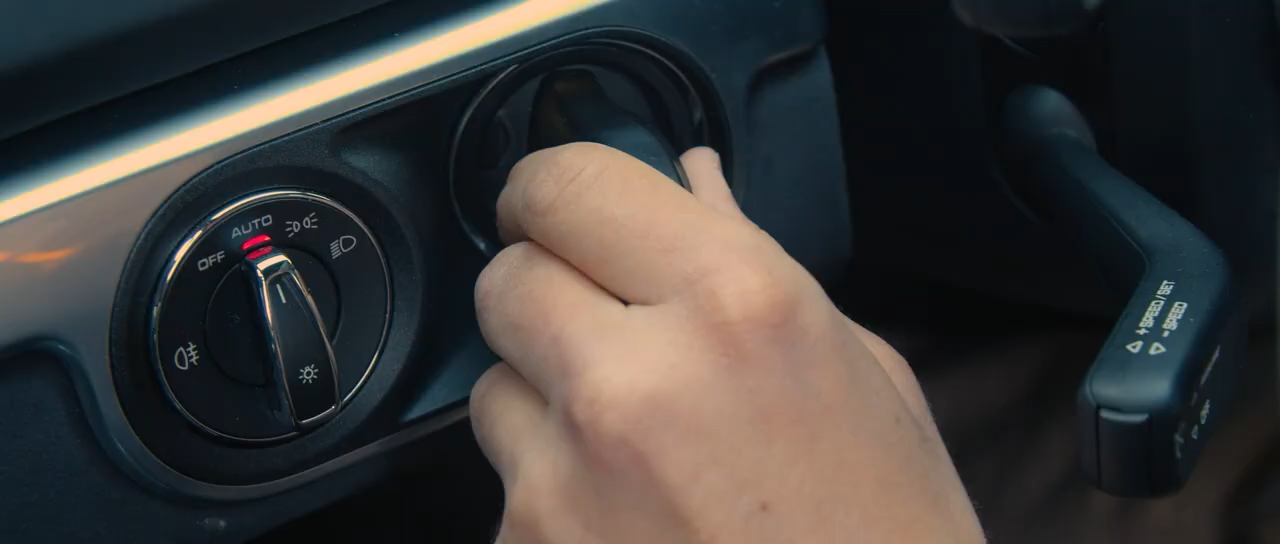 AUTO
OFF
+ SPEED/SET
- SPEED